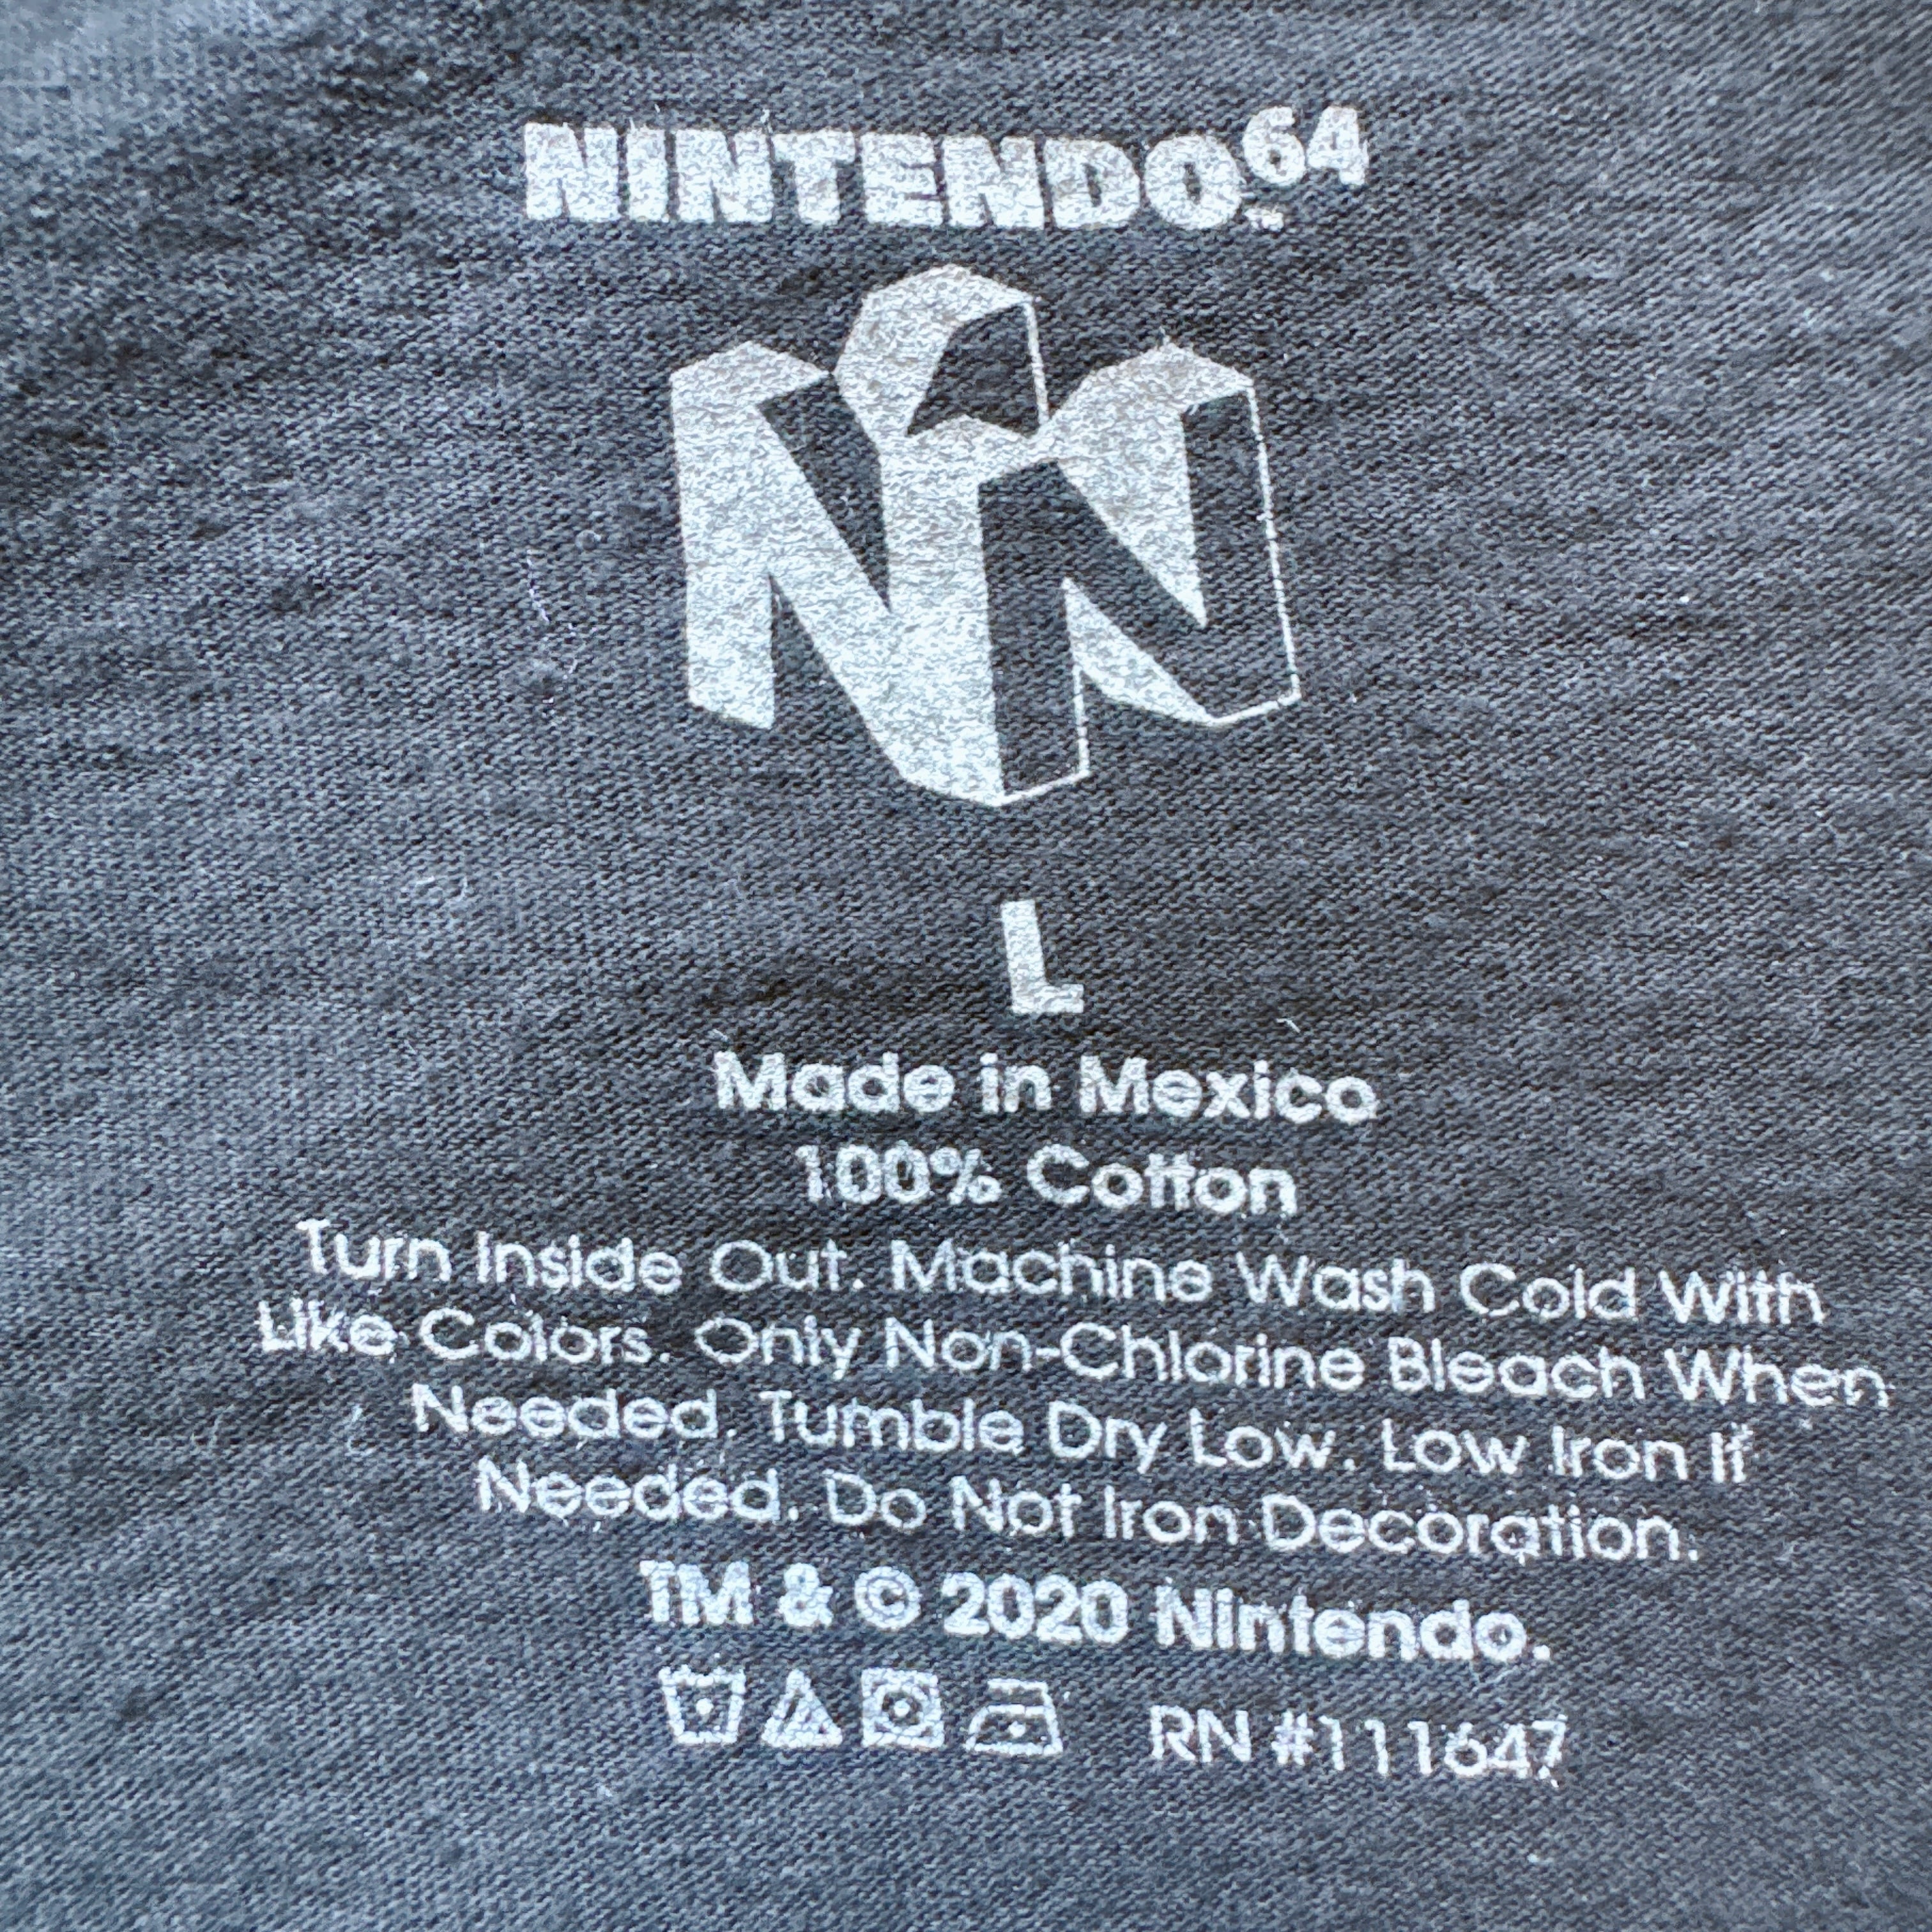 NINTENDO64™
L
Made in Mexico
100% Cotton
Turn Inside Out. Machine Wash Cold With
Like Colors. Only Non-Chlorine Bleach When
Needed. Tumble Dry Low. Low Iron If
Needed. Do Not Iron Decoration.
TM & © 2020 Nintendo.
RN #111647